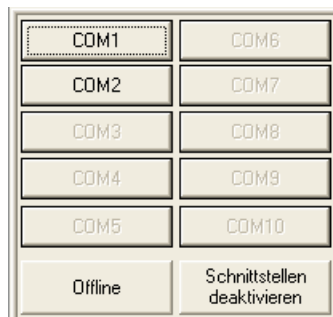 COM1 COM6
COM2 COM7
COM3 COM8
COM4 COM9
COM5 COM10
Offline Schnittstellen
deaktivieren